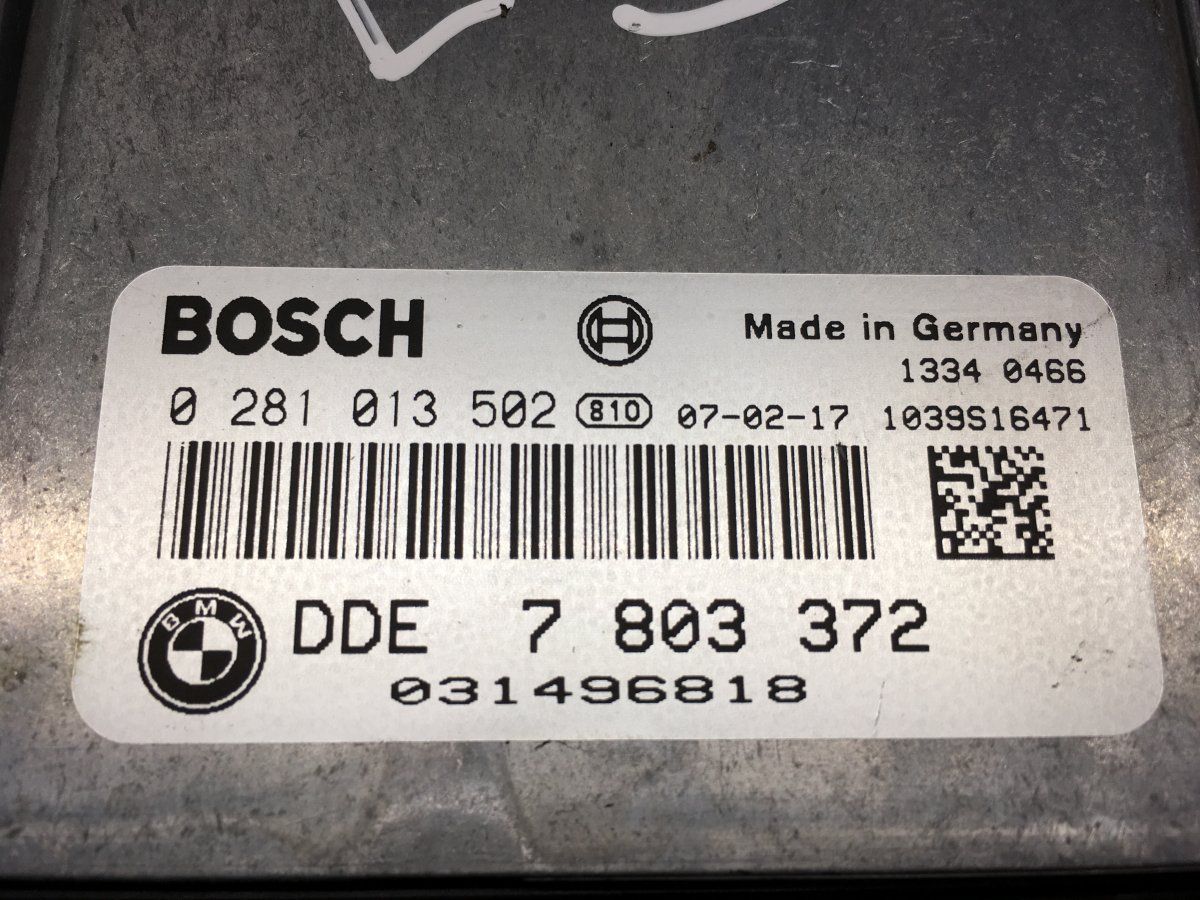 BOSCH Made in Germany
1334 0466
0 281 013 502 810 07-02-17 1039S16471
BMW DDE 7 803 372
031496818